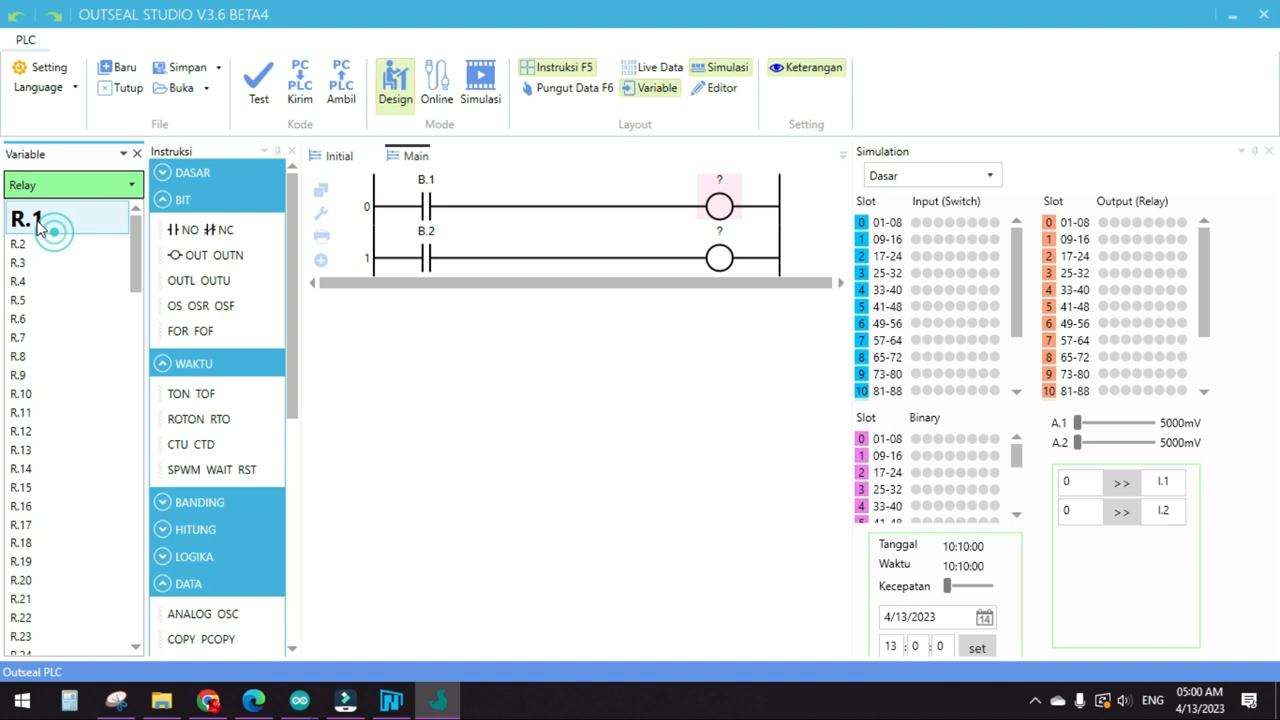 OUTSEAL STUDIO V.3.6 BETA4
PLC
Setting
Language
Baru
Tutup
Simpan
Buka
File
Test
PC PLC Kirim
PC PLC Ambil
Kode
Design
Online
Simulasi
Mode
Instruksi F5
Pungut Data F6
Live Data
Variable
Simulasi
Editor
Layout
Keterangan
Setting
Variable
Relay
R.1
R.2
R.3
R.4
R.5
R.6
R.7
R.8
R.9
R.10
R.11
R.12
R.13
R.14
R.15
R.16
R.17
R.18
R.19
R.20
R.21
R.22
R.23
Instruksi
DASAR
BIT
NO NC
OUT OUTN
OUTL OUTU
OS OSR OSF
FOR FOF
WAKTU
TON TOF
ROTON RTO
CTU CTD
SPWM WAIT RST
BANDING
HITUNG
LOGIKA
DATA
ANALOG OSC
COPY PCOPY
Initial
Main
B.1 ?
0
B.2 ?
1
Simulation
Dasar
Slot Input (Switch)
0 01-08
1 09-16
2 17-24
3 25-32
4 33-40
5 41-48
6 49-56
7 57-64
8 65-72
9 73-80
10 81-88
Slot Output (Relay)
0 01-08
1 09-16
2 17-24
3 25-32
4 33-40
5 41-48
6 49-56
7 57-64
8 65-72
9 73-80
10 81-88
Slot Binary
0 01-08
1 09-16
2 17-24
3 25-32
4 33-40
A.1 5000mV
A.2 5000mV
0 >> I.1
0 >> I.2
Tanggal 10:10:00
Waktu 10:10:00
Kecepatan
4/13/2023 14
13 : 0 : 0 set
Outseal PLC
ENG
05:00 AM
4/13/2023